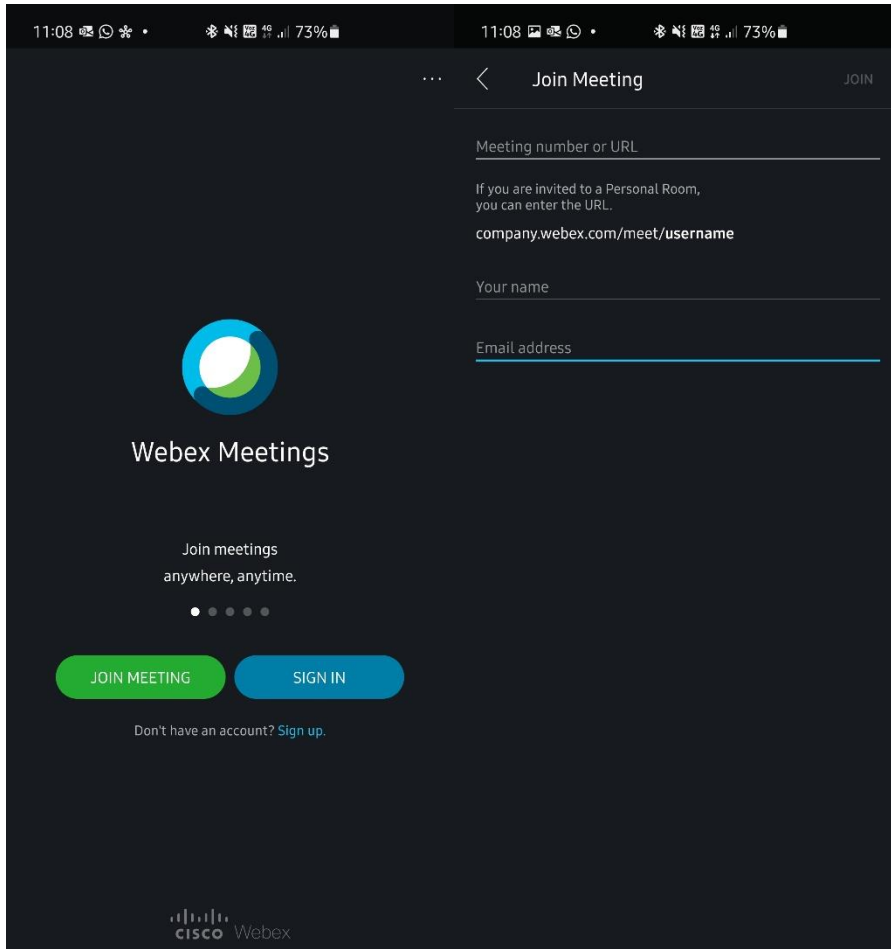 11:08 73%
...
Webex Meetings
Join meetings
anywhere, anytime.
JOIN MEETING
SIGN IN
Don't have an account? Sign up.
CISCO Webex
11:08 73%
Join Meeting
JOIN
Meeting number or URL
If you are invited to a Personal Room,
you can enter the URL.
company.webex.com/meet/username
Your name
Email address